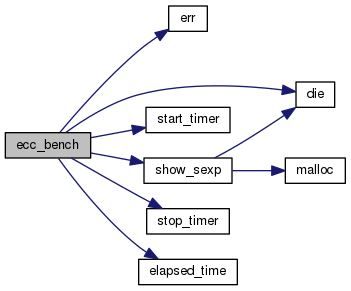 err
die
start_timer
ecc_bench
show_sexp
malloc
stop_timer
elapsed_time